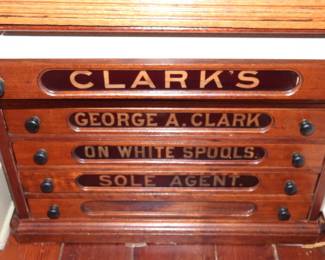 CLARK'S
GEORGE A. CLARK
ON WHITE SPOOLS.
SOLE AGENT.